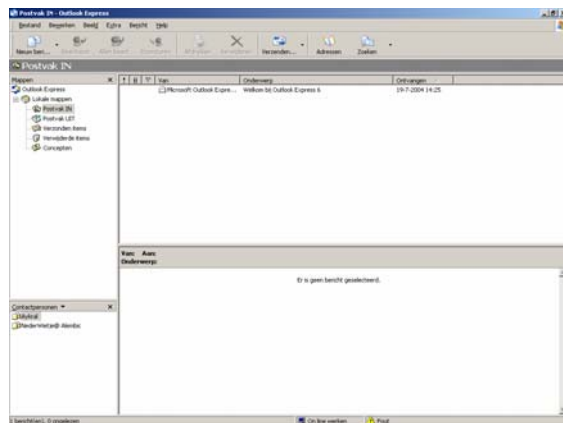 Postvak IN - Outlook Express
Bestand Bewerken Beeld Extra Bericht Help
Nieuw ber... Verzenden... Adressen Zoeken
Postvak IN
Mappen
Outlook Express
Lokale mappen
Postvak IN
Postvak UIT
Verzonden items
Verwijderde items
Concepten
! Van Onderwerp Ontvangen
Microsoft Outlook Expre... Welkom bij Outlook Express 6 19-7-2004 14:25
Van: Aan:
Onderwerp:
Er is geen bericht geselecteerd.
Contactpersonen
On line werken Fout